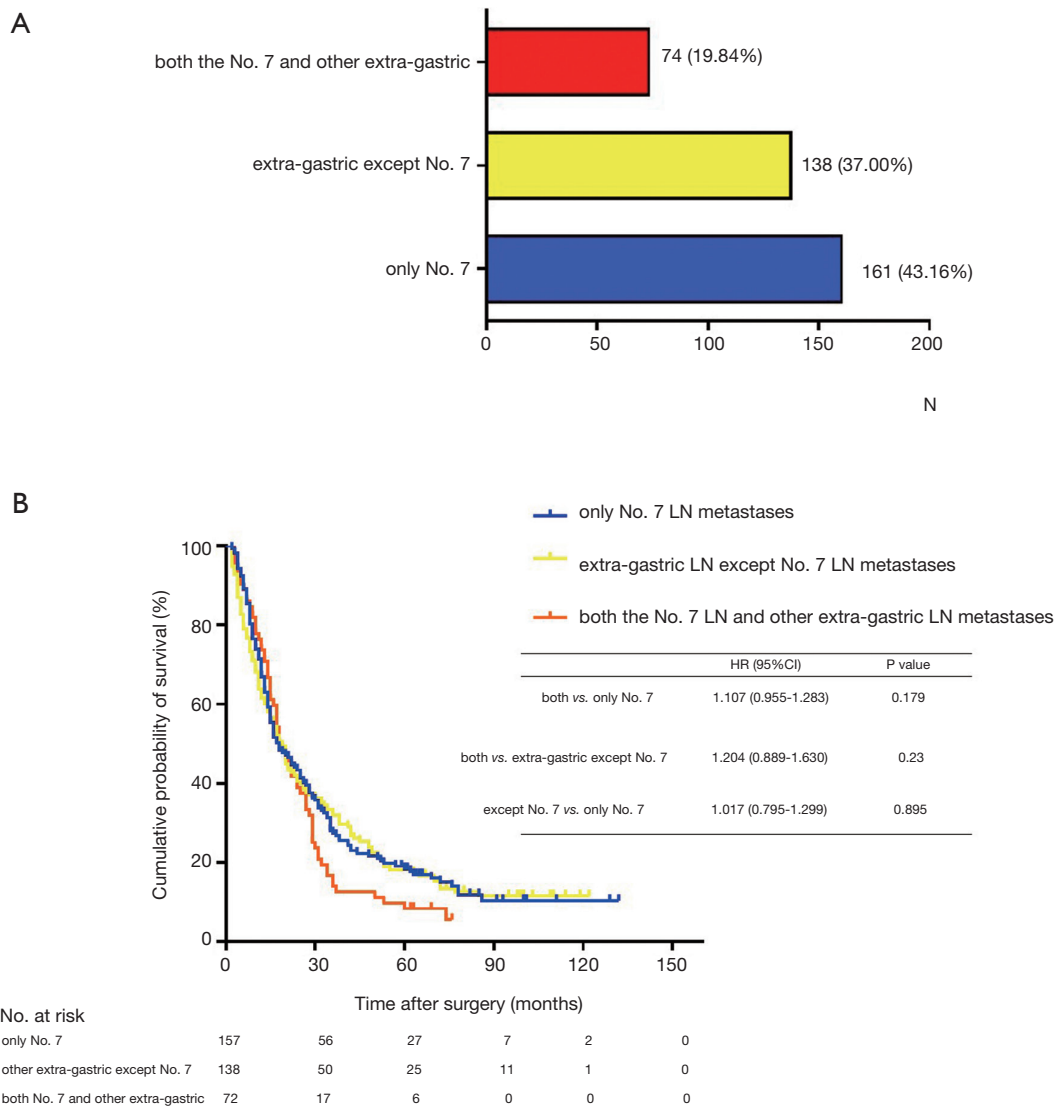 A
both the No. 7 and other extra-gastric
74 (19.84%)
extra-gastric except No. 7
138 (37.00%)
only No. 7
161 (43.16%)
0 50 100 150 200
N
B
only No. 7 LN metastases
extra-gastric LN except No. 7 LN metastases
both the No. 7 LN and other extra-gastric LN metastases
HR (95%CI) P value
both vs. only No. 7 1.107 (0.955-1.283) 0.179
both vs. extra-gastric except No. 7 1.204 (0.889-1.630) 0.23
except No. 7 vs. only No. 7 1.017 (0.795-1.299) 0.895
Cumulative probability of survival (%)
100
80
60
40
20
0
0 30 60 90 120 150
Time after surgery (months)
No. at risk
only No. 7 157 56 27 7 2 0
other extra-gastric except No. 7 138 50 25 11 1 0
both No. 7 and other extra-gastric 72 17 6 0 0 0